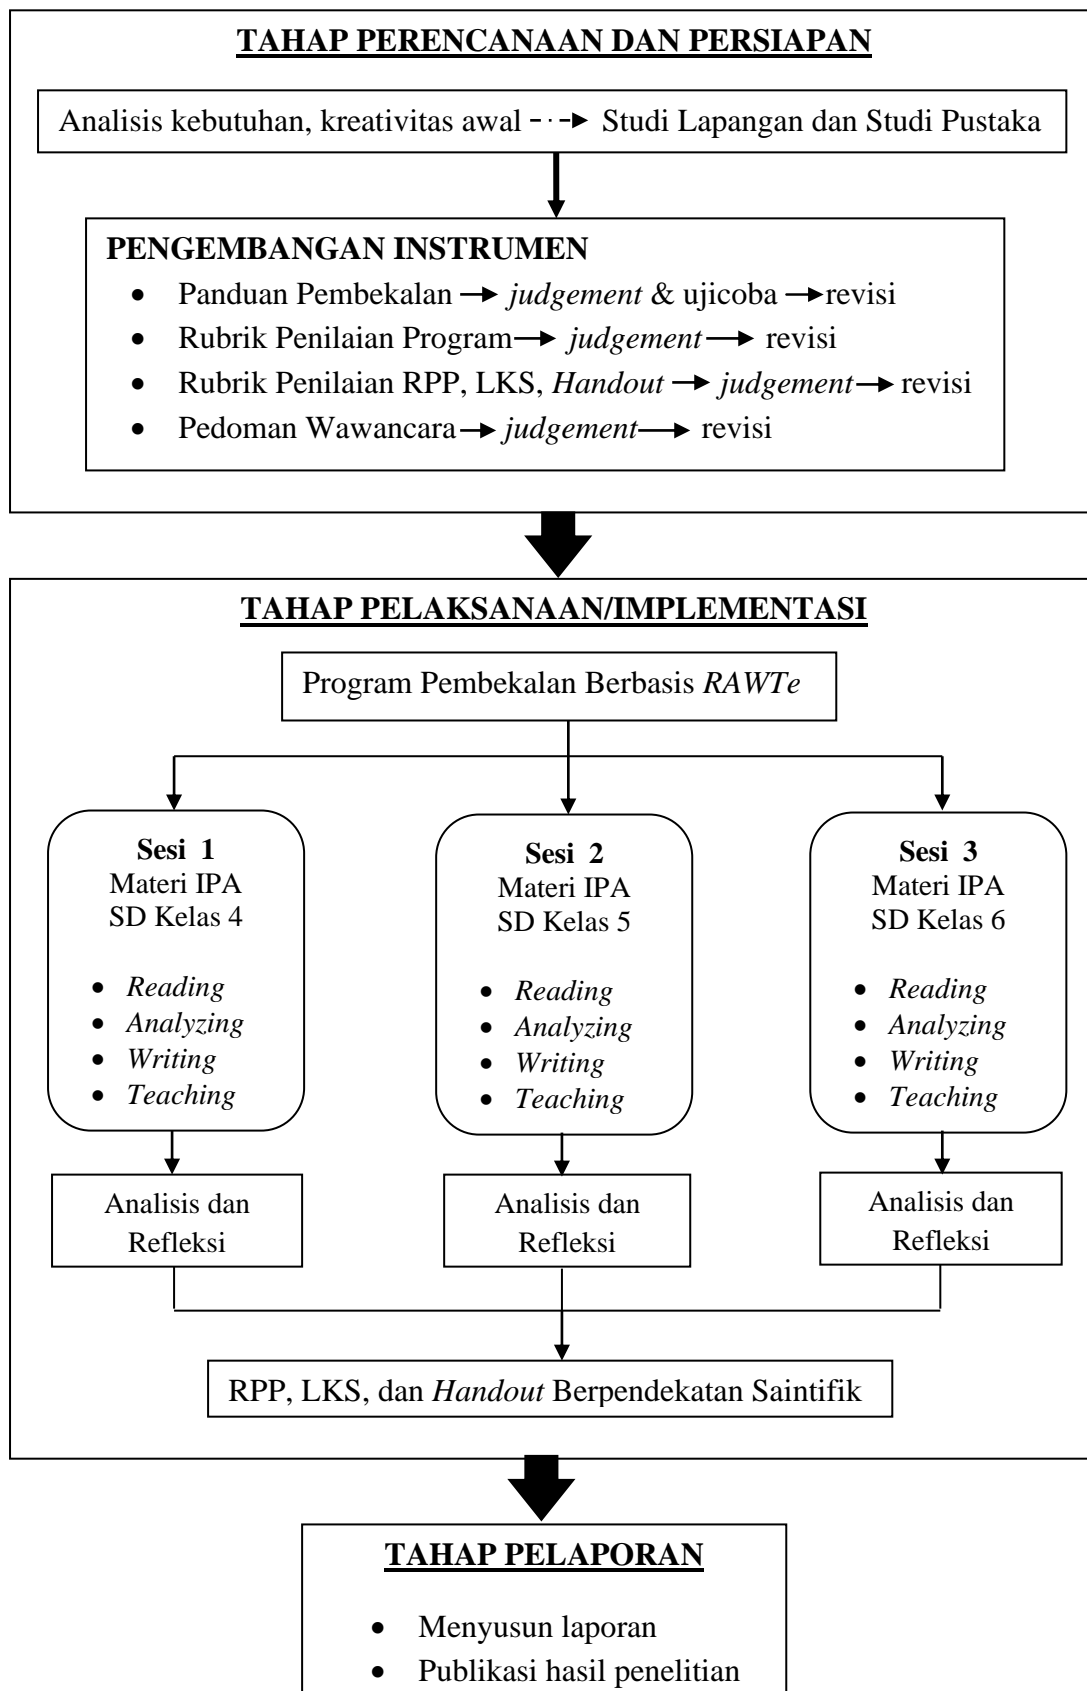 TAHAP PERENCANAAN DAN PERSIAPAN
Analisis kebutuhan, kreativitas awal Studi Lapangan dan Studi Pustaka
PENGEMBANGAN INSTRUMEN
• Panduan Pembekalan → judgement & ujicoba → revisi
• Rubrik Penilaian Program → judgement → revisi
• Rubrik Penilaian RPP, LKS, Handout → judgement → revisi
• Pedoman Wawancara → judgement → revisi
TAHAP PELAKSANAAN/IMPLEMENTASI
Program Pembekalan Berbasis RAWTe
Sesi 1
Materi IPA
SD Kelas 4
• Reading
• Analyzing
• Writing
• Teaching
Sesi 2
Materi IPA
SD Kelas 5
• Reading
• Analyzing
• Writing
• Teaching
Sesi 3
Materi IPA
SD Kelas 6
• Reading
• Analyzing
• Writing
• Teaching
Analisis dan
Refleksi
Analisis dan
Refleksi
Analisis dan
Refleksi
RPP, LKS, dan Handout Berpendekatan Saintifik
TAHAP PELAPORAN
• Menyusun laporan
• Publikasi hasil penelitian